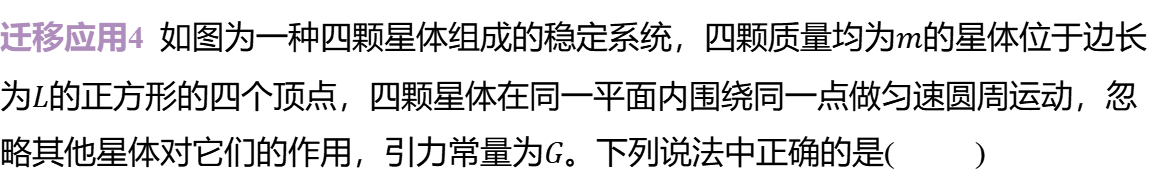 迁移应用4 如图为一种四颗星体组成的稳定系统，四颗质量均为m的星体位于边长
为L的正方形的四个顶点，四颗星体在同一平面内围绕同一点做匀速圆周运动，忽
略其他星体对它们的作用，引力常量为G。下列说法中正确的是(　　)